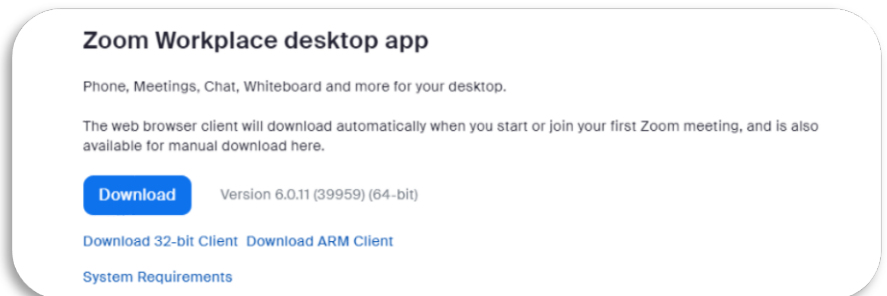 Zoom Workplace desktop app
Phone, Meetings, Chat, Whiteboard and more for your desktop.
The web browser client will download automatically when you start or join your first Zoom meeting, and is also
available for manual download here.
Download Version 6.0.11 (39959) (64-bit)
Download 32-bit Client Download ARM Client
System Requirements